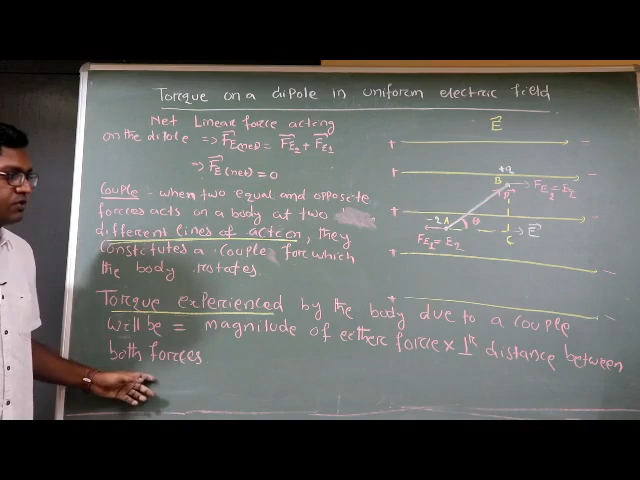 Torque on a dipole in uniform electric field
Net Linear force acting
on the dipole ⇒ F⃗E(net) = F⃗E2 + F⃗E1
⇒ F⃗E(net) = 0
Couple - when two equal and opposite
forces acts on a body at two
different lines of action, they
constitutes a couple for which
the body rotates.
Torque experienced by the body due to a couple
will be = magnitude of either force × ⊥r distance between
both forces
E⃗
+ −
+ −
+q
B
FE2 = Eq
+ −
-q A θ
C E⃗
FE1 = Eq
+ −
+ −